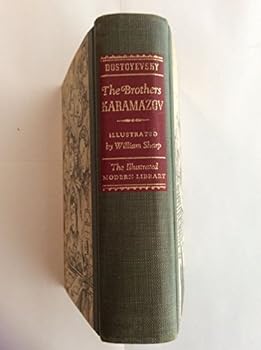 DOSTOYEVSKY
The Brothers
KARAMAZOV
ILLUSTRATED
by William Sharp
The Illustrated
MODERN LIBRARY